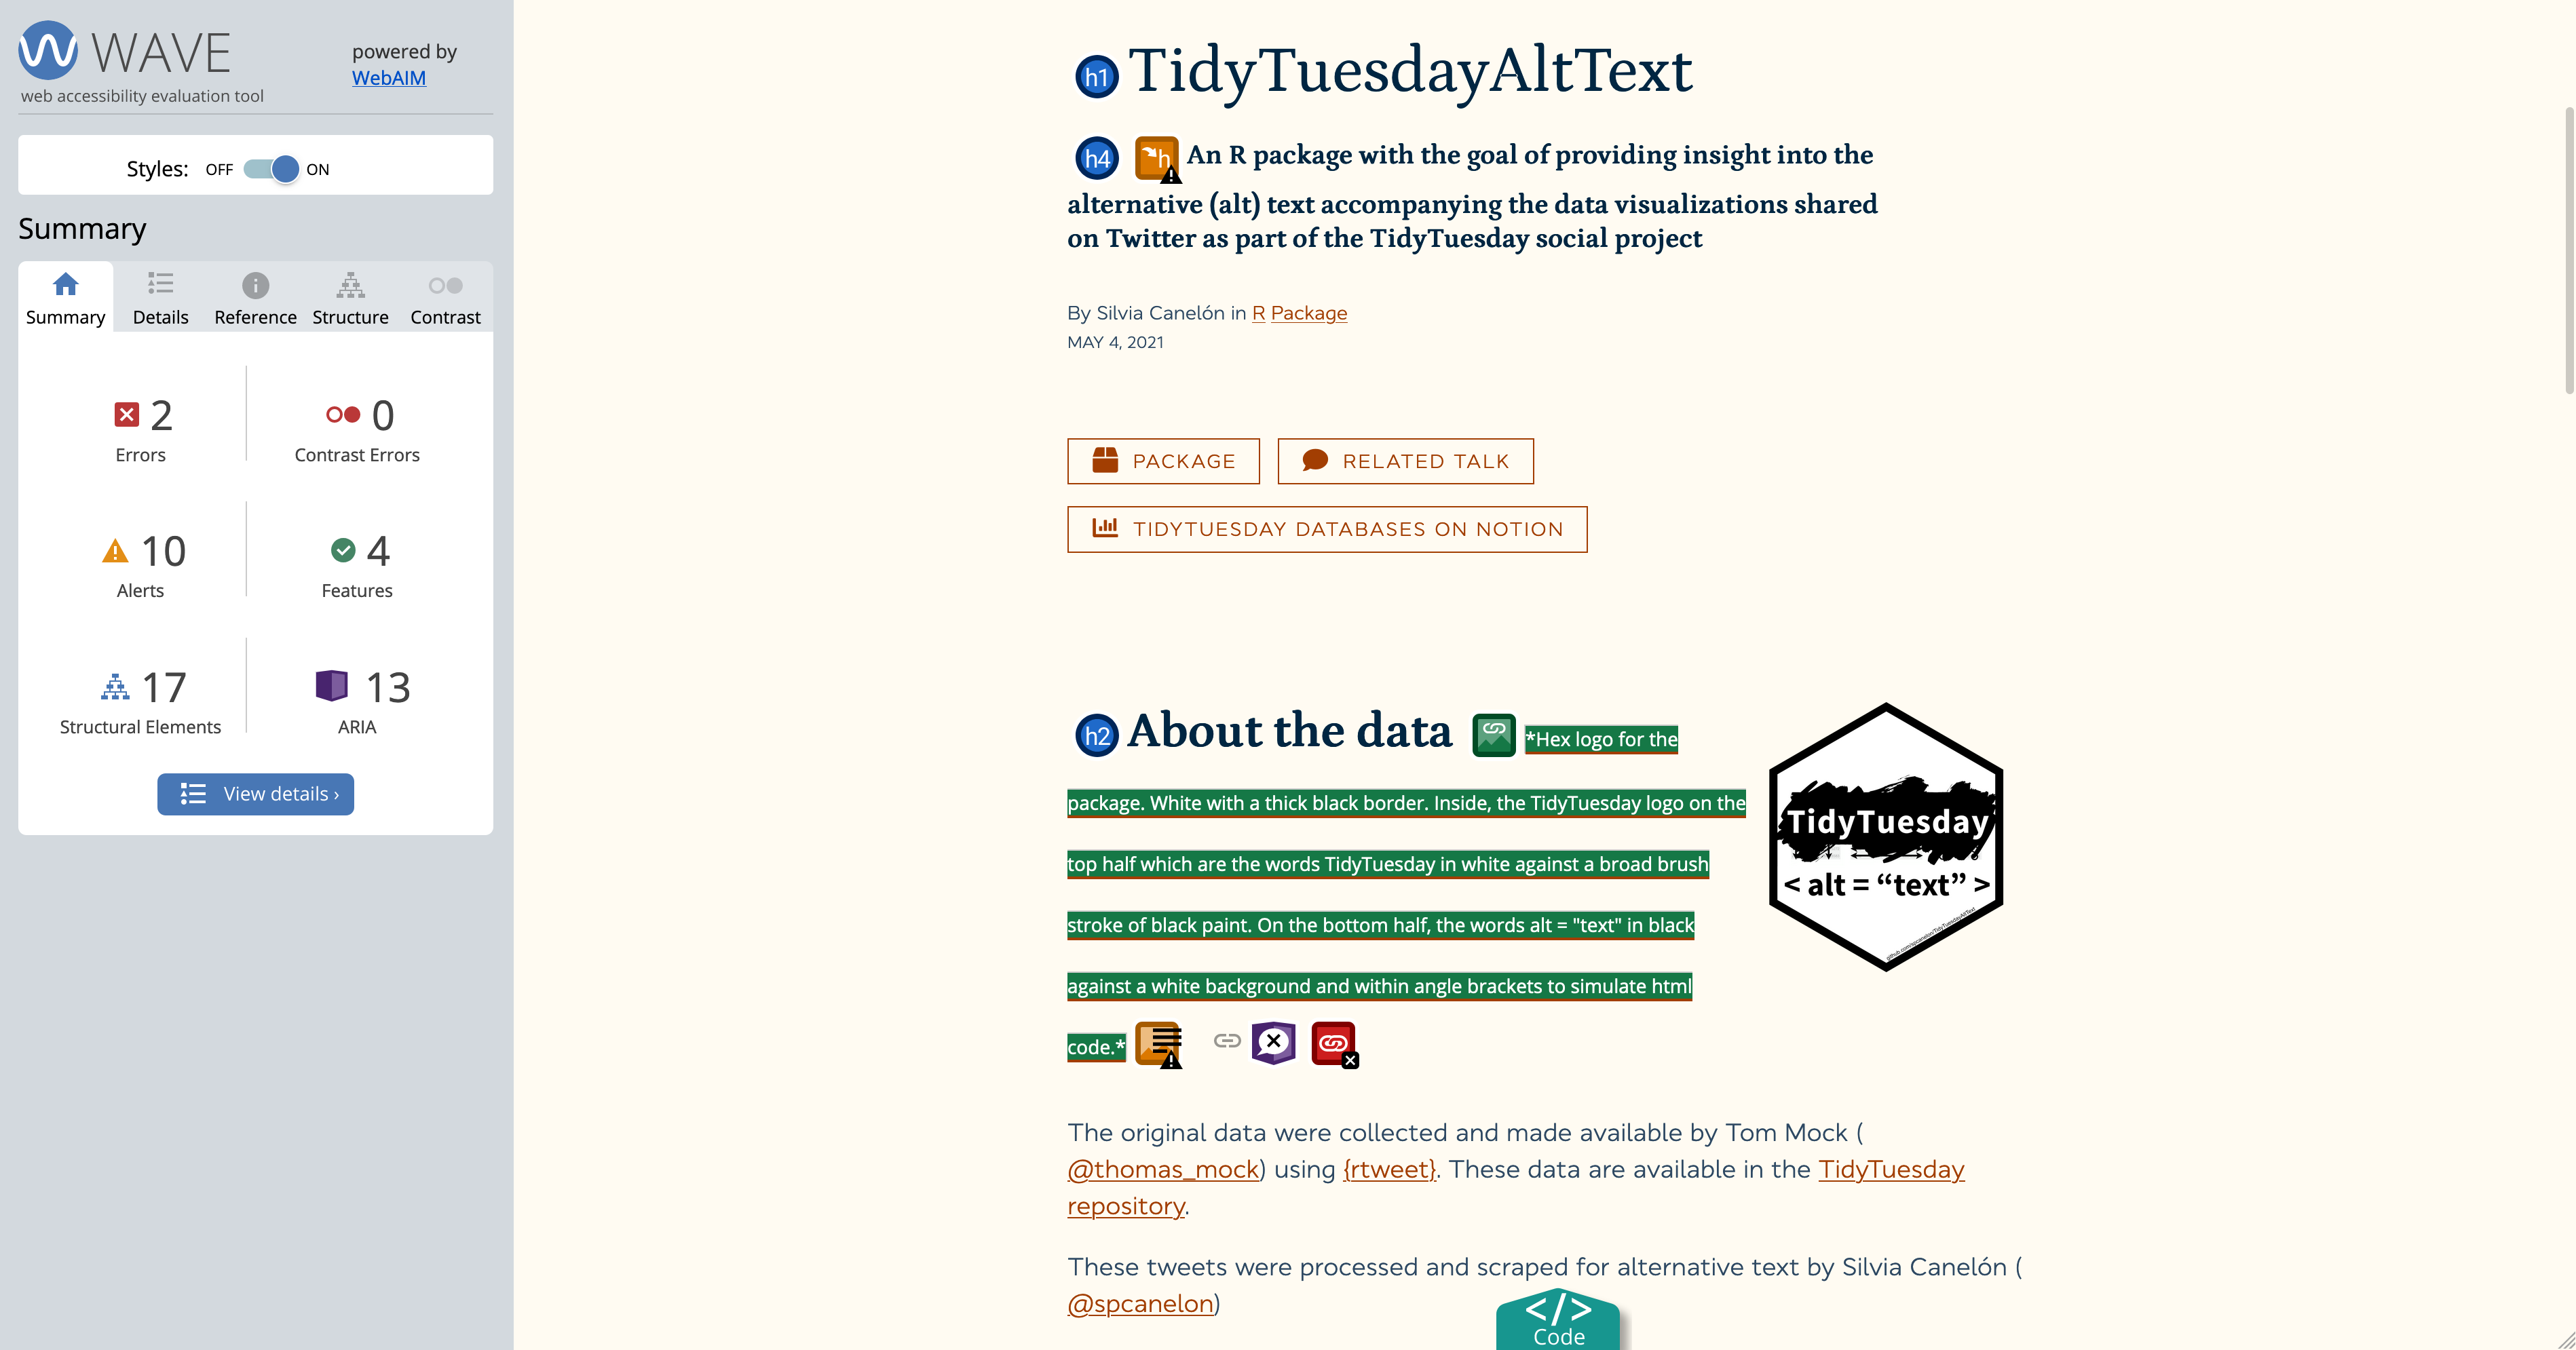 WAVE
powered by
WebAIM
web accessibility evaluation tool
Styles: OFF ON
Summary
Summary Details Reference Structure Contrast
2 0
Errors Contrast Errors
10 4
Alerts Features
17 13
Structural Elements ARIA
View details ›
h1 TidyTuesdayAltText
h4 h An R package with the goal of providing insight into the
alternative (alt) text accompanying the data visualizations shared
on Twitter as part of the TidyTuesday social project
By Silvia Canelón in R Package
MAY 4, 2021
PACKAGE RELATED TALK
TIDYTUESDAY DATABASES ON NOTION
h2 About the data *Hex logo for the
package. White with a thick black border. Inside, the TidyTuesday logo on the
top half which are the words TidyTuesday in white against a broad brush
stroke of black paint. On the bottom half, the words alt = "text" in black
against a white background and within angle brackets to simulate html
code.*
TidyTuesday
< alt = “text” >
github.com/spcanelon/TidyTuesdayAltText
The original data were collected and made available by Tom Mock (
@thomas_mock) using {rtweet}. These data are available in the TidyTuesday
repository.
These tweets were processed and scraped for alternative text by Silvia Canelón (
@spcanelon)
</>
Code